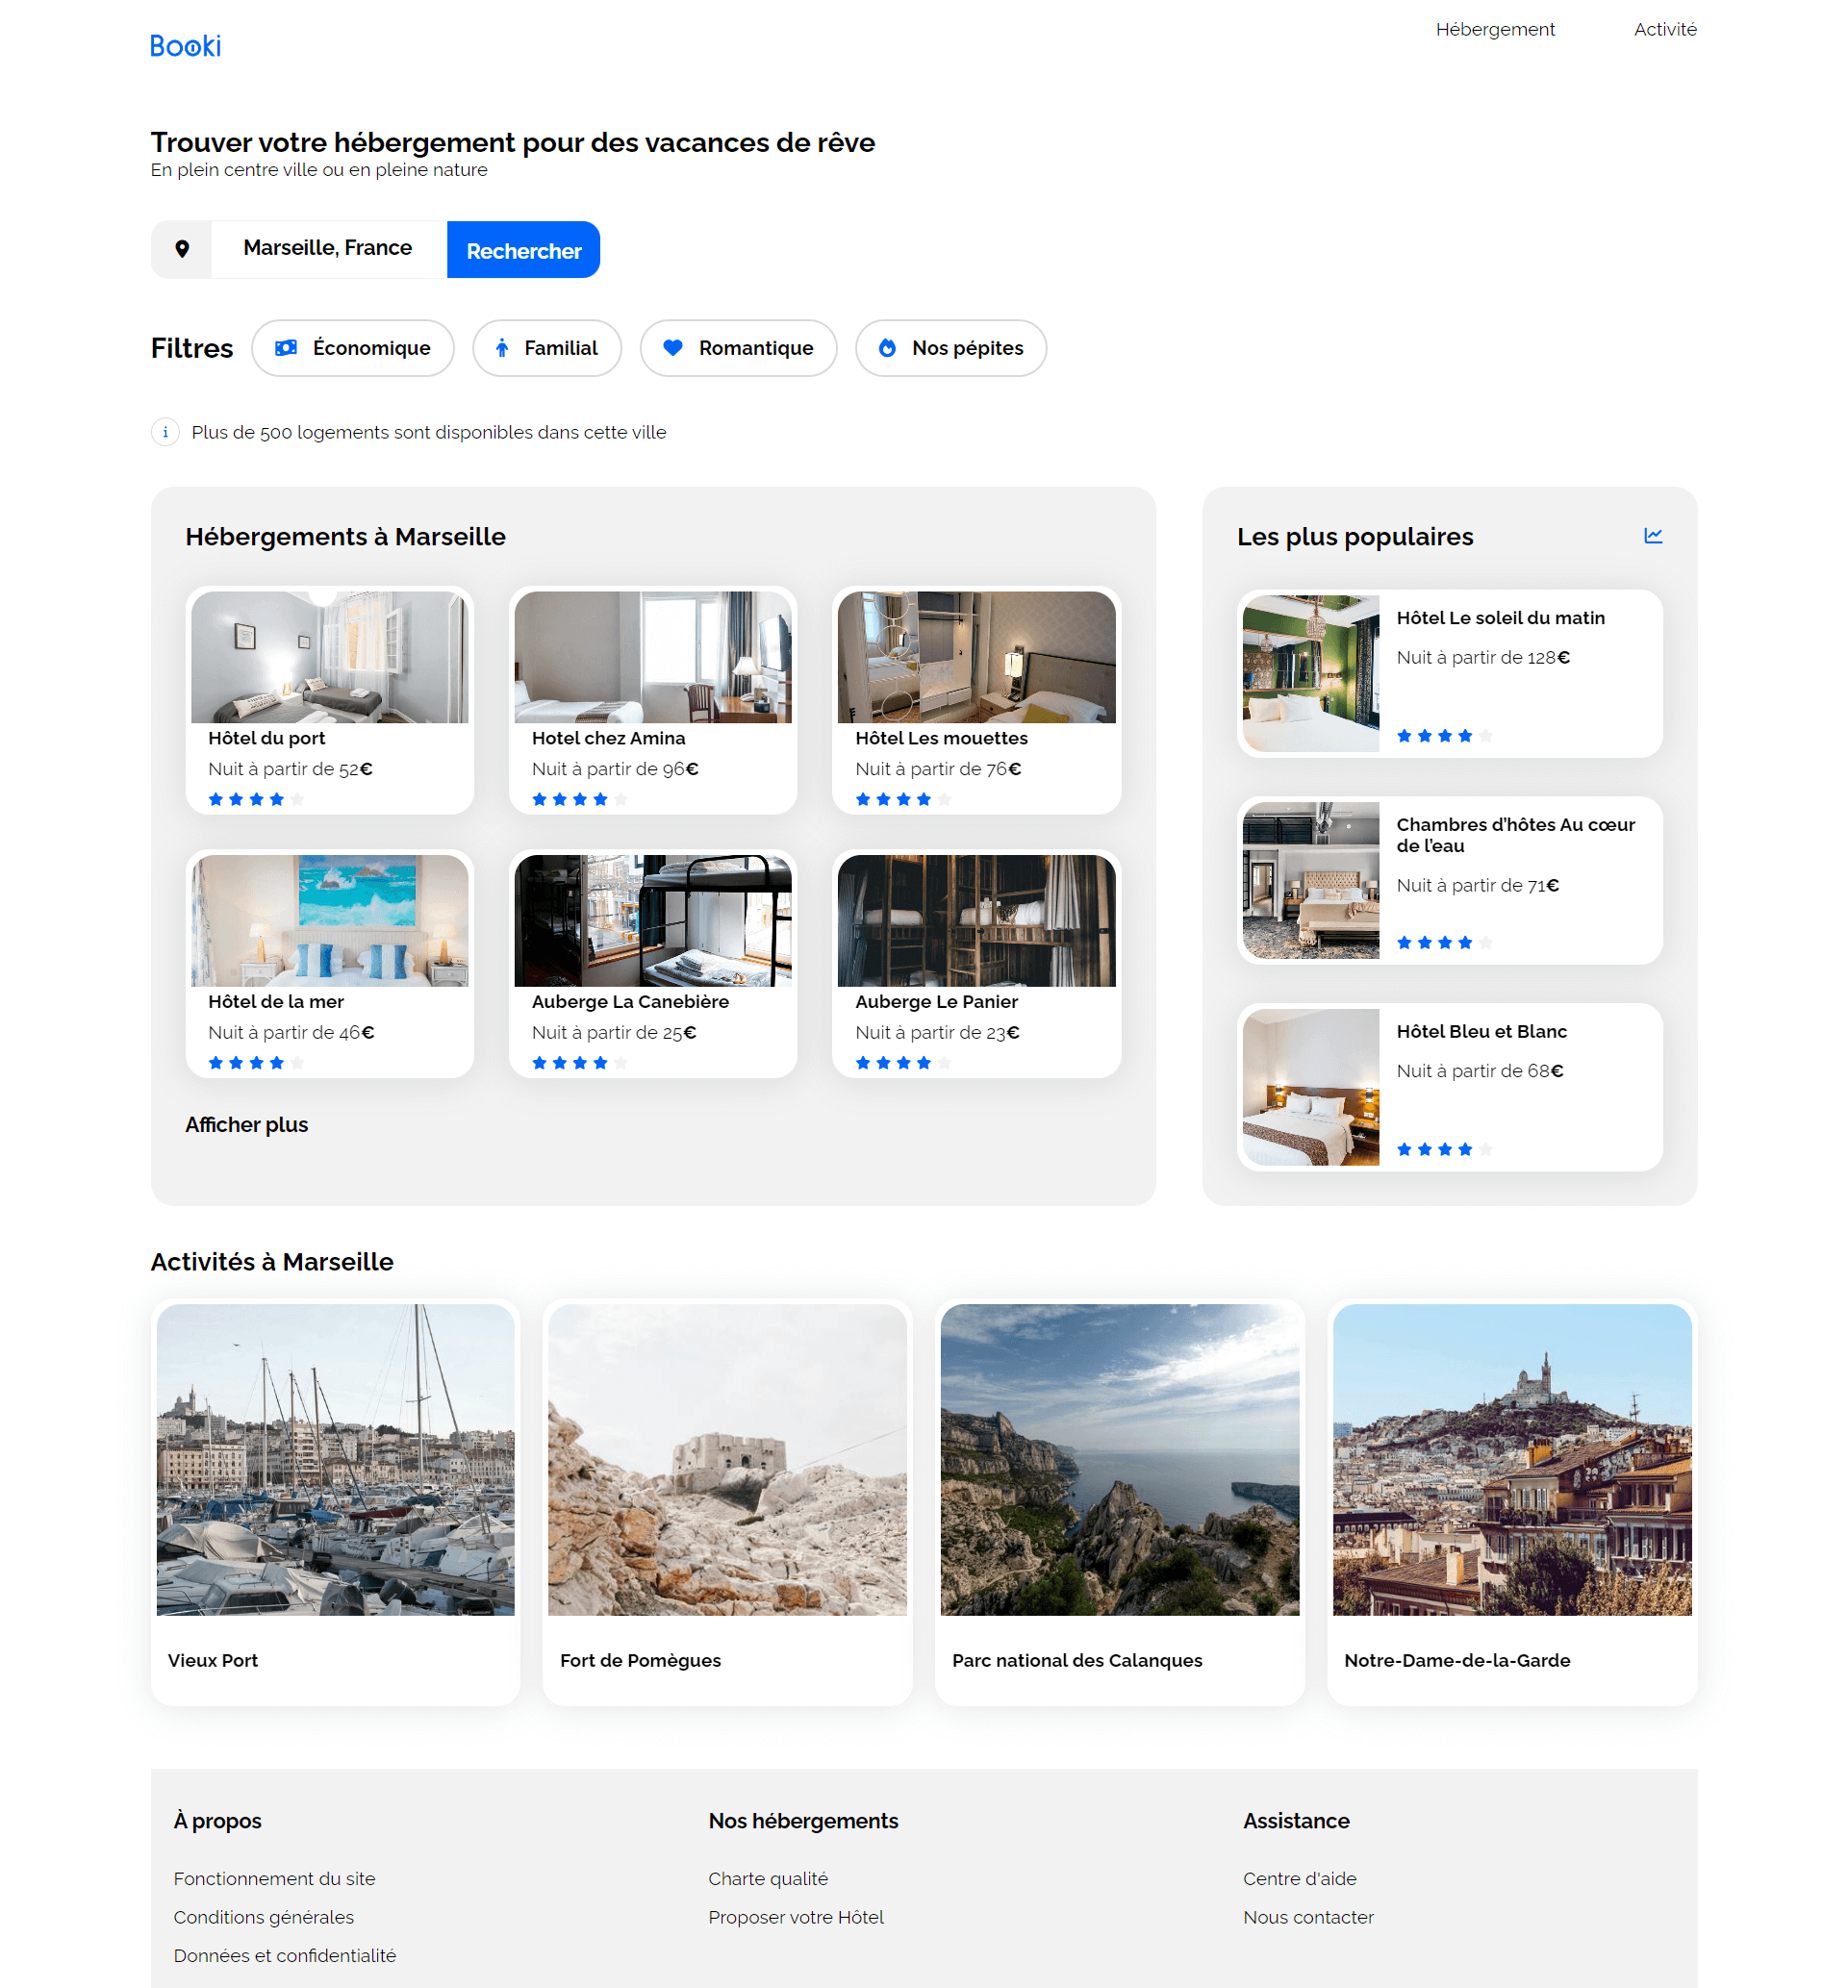 Booki
Hébergement
Activité
Trouver votre hébergement pour des vacances de rêve
En plein centre ville ou en pleine nature
Marseille, France
Rechercher
Filtres
Économique
Familial
Romantique
Nos pépites
Plus de 500 logements sont disponibles dans cette ville
Hébergements à Marseille
Hôtel du port
Nuit à partir de 52€
Hotel chez Amina
Nuit à partir de 96€
Hôtel Les mouettes
Nuit à partir de 76€
Hôtel de la mer
Nuit à partir de 46€
Auberge La Canebière
Nuit à partir de 25€
Auberge Le Panier
Nuit à partir de 23€
Afficher plus
Les plus populaires
Hôtel Le soleil du matin
Nuit à partir de 128€
Chambres d’hôtes Au cœur
de l’eau
Nuit à partir de 71€
Hôtel Bleu et Blanc
Nuit à partir de 68€
Activités à Marseille
Vieux Port
Fort de Pomègues
Parc national des Calanques
Notre-Dame-de-la-Garde
À propos
Fonctionnement du site
Conditions générales
Données et confidentialité
Nos hébergements
Charte qualité
Proposer votre Hôtel
Assistance
Centre d'aide
Nous contacter